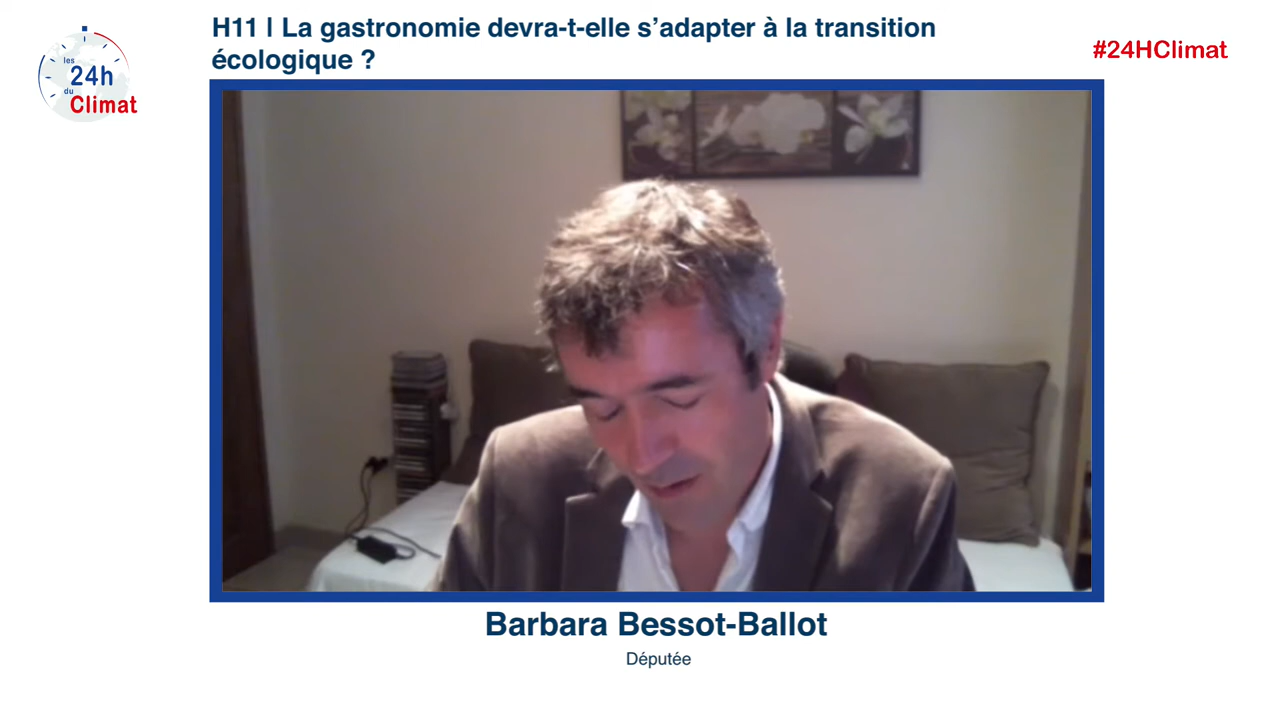 H11 | La gastronomie devra-t-elle s'adapter à la transition
écologique ?
#24HClimat
les
24h
du
Climat
Barbara Bessot-Ballot
Députée